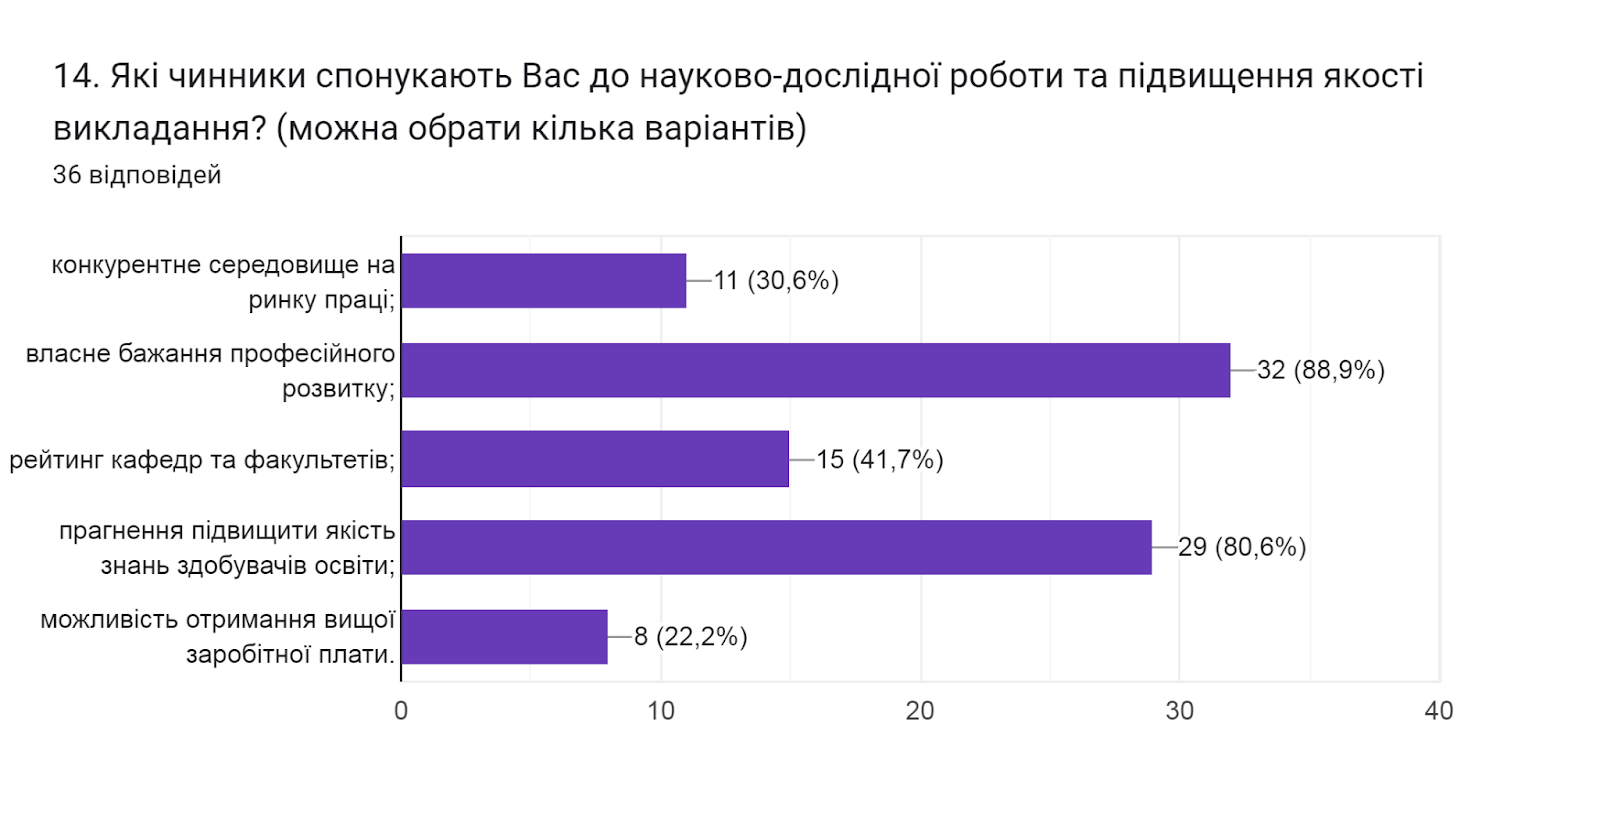 14. Які чинники спонукають Вас до науково-дослідної роботи та підвищення якості
викладання? (можна обрати кілька варіантів)
36 відповідей
конкурентне середовище на
ринку праці;
11 (30,6%)
власне бажання професійного
розвитку;
32 (88,9%)
рейтинг кафедр та факультетів;
15 (41,7%)
прагнення підвищити якість
знань здобувачів освіти;
29 (80,6%)
можливість отримання вищої
заробітної плати.
8 (22,2%)
0 10 20 30 40